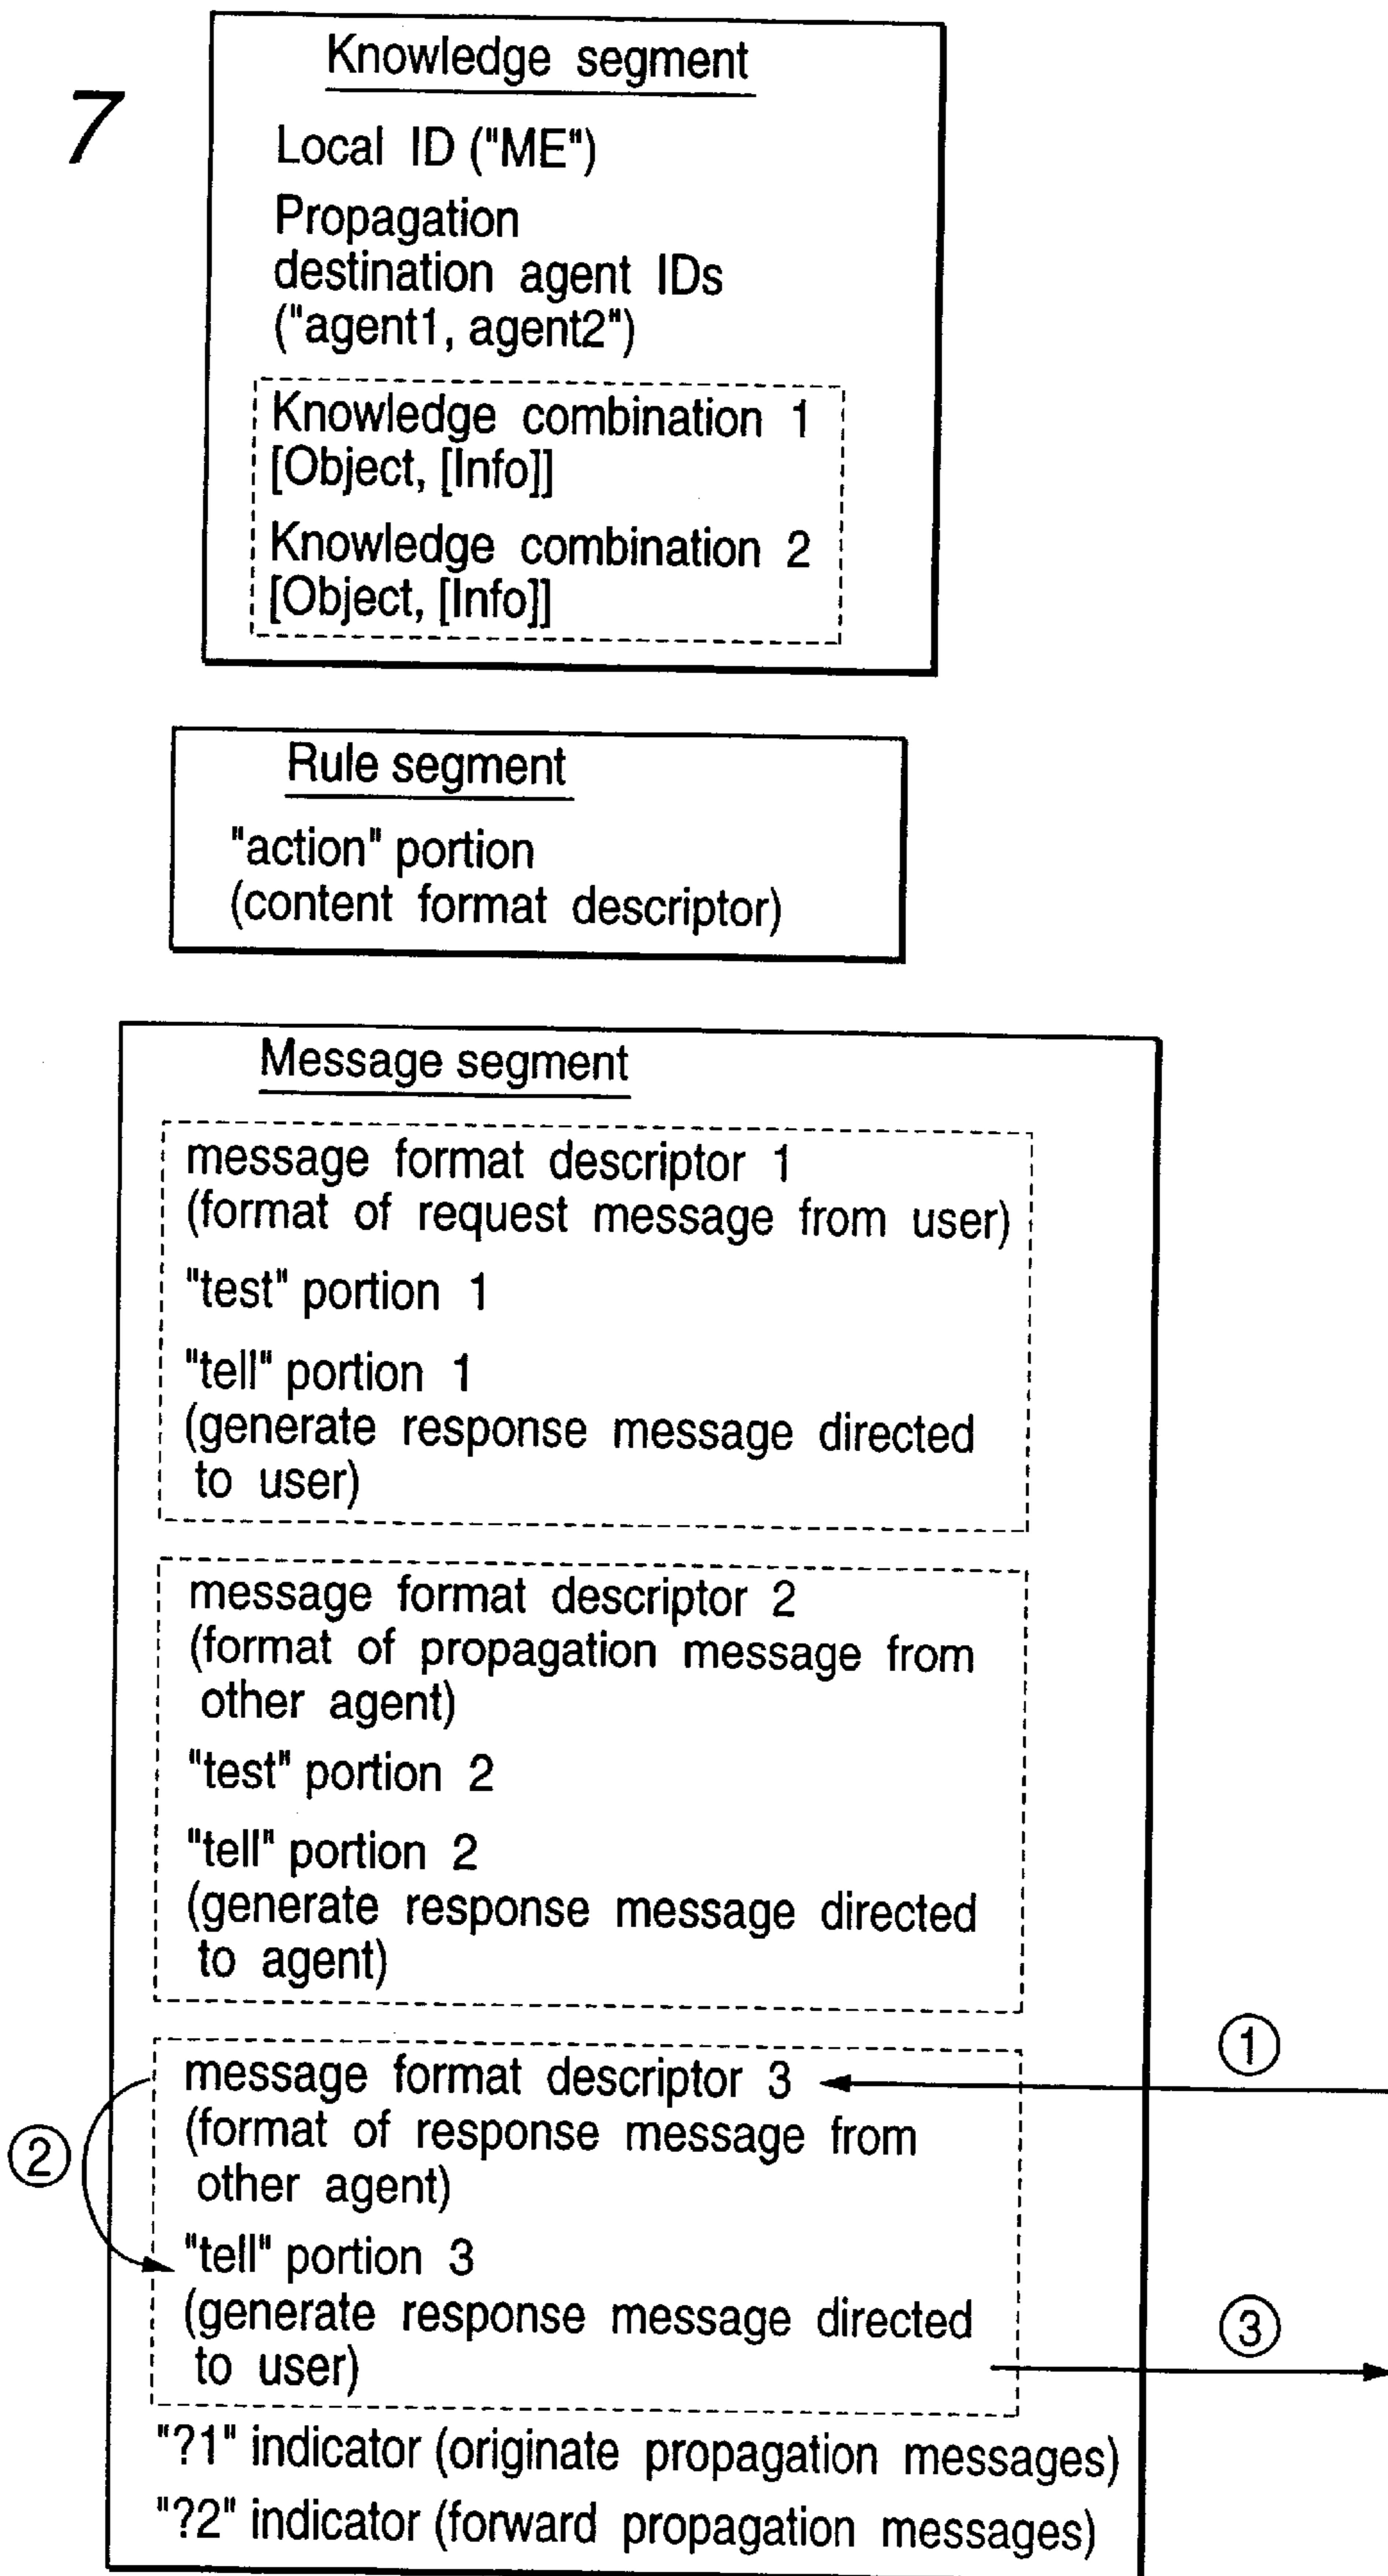 7
Knowledge segment
Local ID ("ME")
Propagation
destination agent IDs
("agent1, agent2")
Knowledge combination 1
[Object, [Info]]
Knowledge combination 2
[Object, [Info]]
Rule segment
"action" portion
(content format descriptor)
Message segment
message format descriptor 1
(format of request message from user)
"test" portion 1
"tell" portion 1
(generate response message directed
to user)
message format descriptor 2
(format of propagation message from
other agent)
"test" portion 2
"tell" portion 2
(generate response message directed
to agent)
①
message format descriptor 3
(format of response message from
other agent)
②
"tell" portion 3
(generate response message directed
to user)
③
"?1" indicator (originate propagation messages)
"?2" indicator (forward propagation messages)